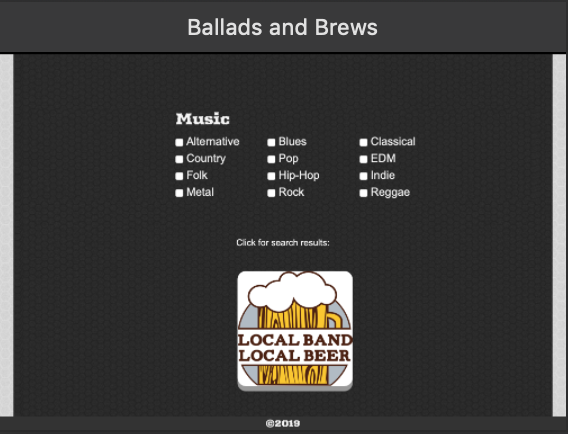 Ballads and Brews
Music
Alternative Blues Classical
Country Pop EDM
Folk Hip-Hop Indie
Metal Rock Reggae
Click for search results:
LOCAL BAND
LOCAL BEER
©2019